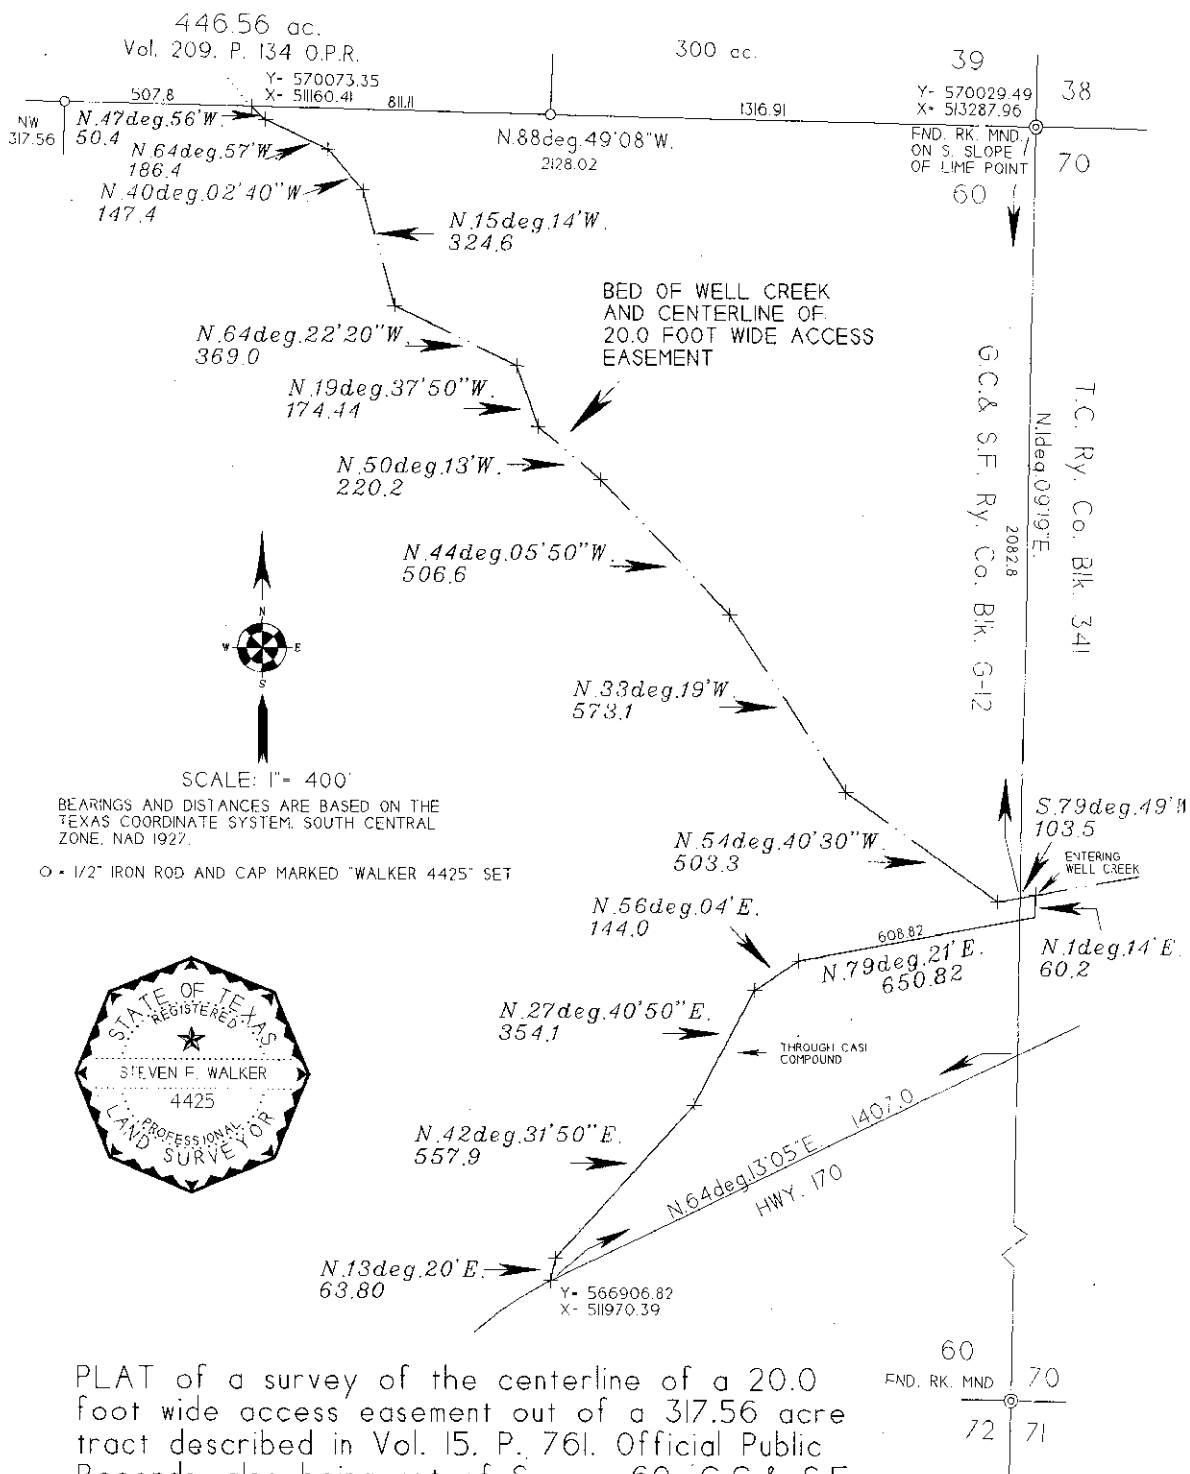 446.56 ac.
Vol. 209. P. 134 O.P.R.
300 ac.
39
38
Y- 570073.35
X- 511160.41
Y- 570029.49
X- 513287.96
507.8
811.11
1316.91
NW
317.56
N.47deg.56'W.
50.4
N.88deg.49'08"W.
2128.02
FND. RK. MND.
ON S. SLOPE
OF LIME POINT
70
60
N.64deg.57'W.
186.4
N.40deg.02'40"W.
147.4
N.15deg.14'W.
324.6
BED OF WELL CREEK
AND CENTERLINE OF
20.0 FOOT WIDE ACCESS
EASEMENT
N.64deg.22'20"W.
369.0
N.19deg.37'50"W.
174.44
N.50deg.13'W.
220.2
N.44deg.05'50"W.
506.6
G.C.& S.F. Ry. Co. Blk. G-12
2082.8
N.1deg.09'19"E.
T.C. Ry. Co. Blk. 341
N
W
E
S
N.33deg.19'W.
573.1
SCALE: 1"- 400'
BEARINGS AND DISTANCES ARE BASED ON THE
TEXAS COORDINATE SYSTEM. SOUTH CENTRAL
ZONE, NAD 1927.
O - 1/2" IRON ROD AND CAP MARKED "WALKER 4425" SET
S.79deg.49'
103.5
ENTERING
WELL CREEK
N.54deg.40'30"W.
503.3
N.56deg.04'E.
144.0
608.82
N.79deg.21'E.
650.82
N.1deg.14'E.
60.2
N.27deg.40'50"E.
354.1
THROUGH CASI
COMPOUND
STATE OF TEXAS
REGISTERED
STEVEN F. WALKER
4425
PROFESSIONAL
LAND SURVEYOR
N.42deg.31'50"E.
557.9
N.64deg.13'05"E. 1407.0
HWY. 170
N.13deg.20'E.
63.80
Y- 566906.82
X- 511970.39
60
FND. RK. MND
70
72
71
PLAT of a survey of the centerline of a 20.0
foot wide access easement out of a 317.56 acre
tract described in Vol. 15. P. 761. Official Public